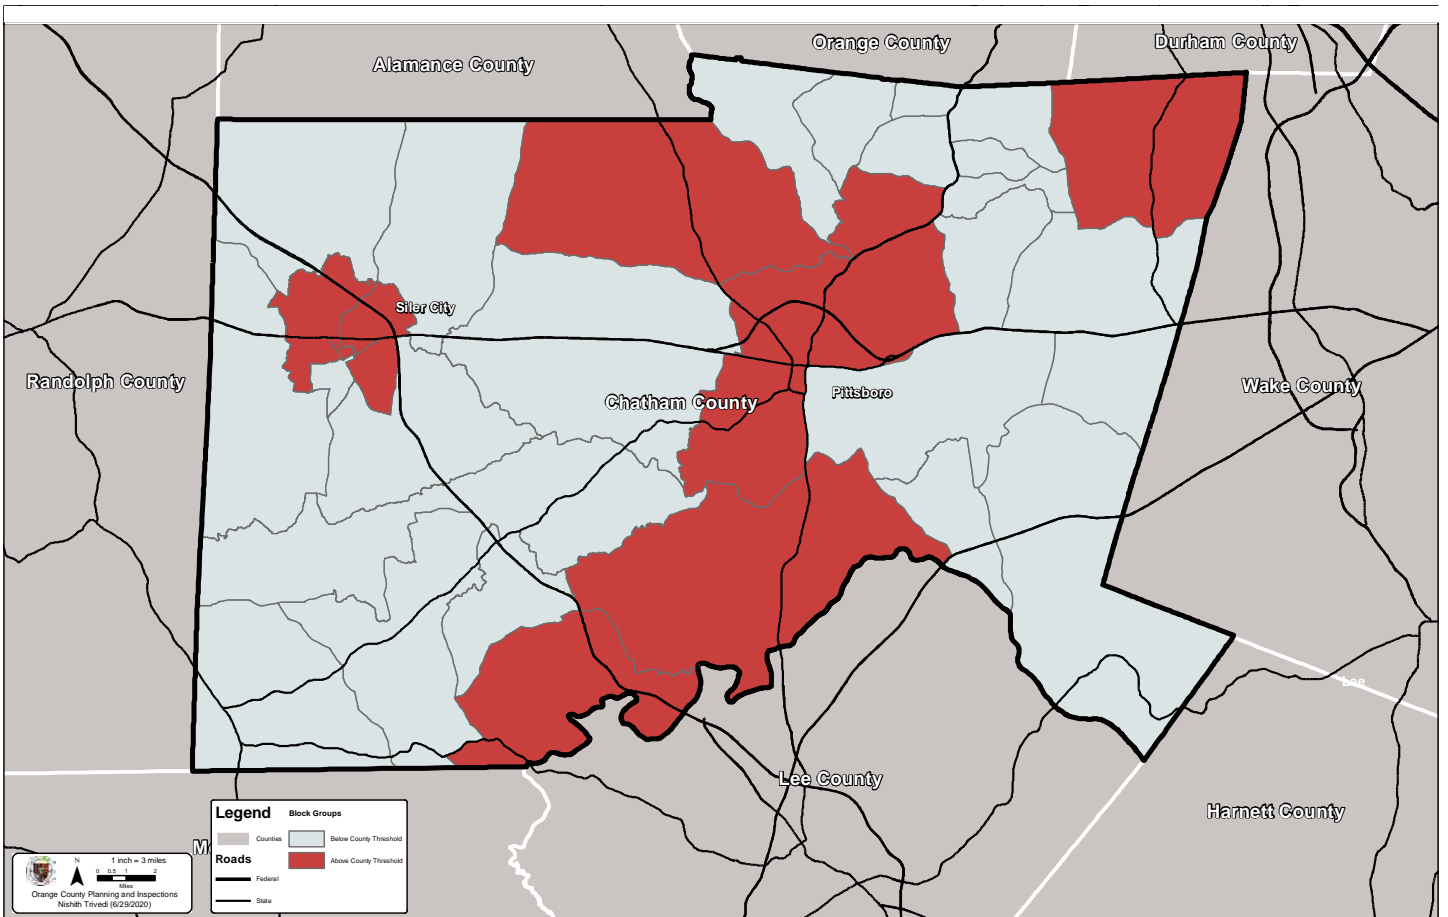 Orange County
Durham County
Alamance County
Siler City
Randolph County
Chatham County
Pittsboro
Wake County
Lee
Lee County
Harnett County
Legend
Block Groups
Counties
Below County Threshold
Roads
Above County Threshold
Federal
State
N
1 inch = 3 miles
0 0.5 1 2
Miles
Orange County Planning and Inspections
Nishith Trivedi (6/29/2020)